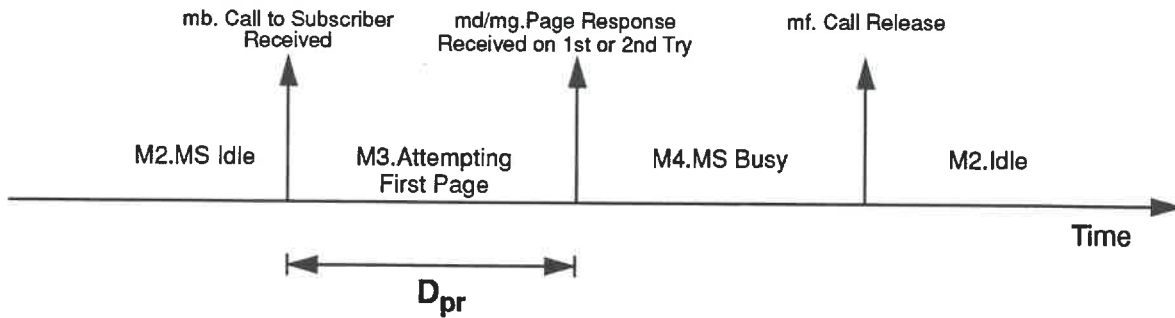 mb. Call to Subscriber
Received
md/mg.Page Response
Received on 1st or 2nd Try
mf. Call Release
M2.MS Idle
M3.Attempting
First Page
M4.MS Busy
M2.Idle
Time
Dpr